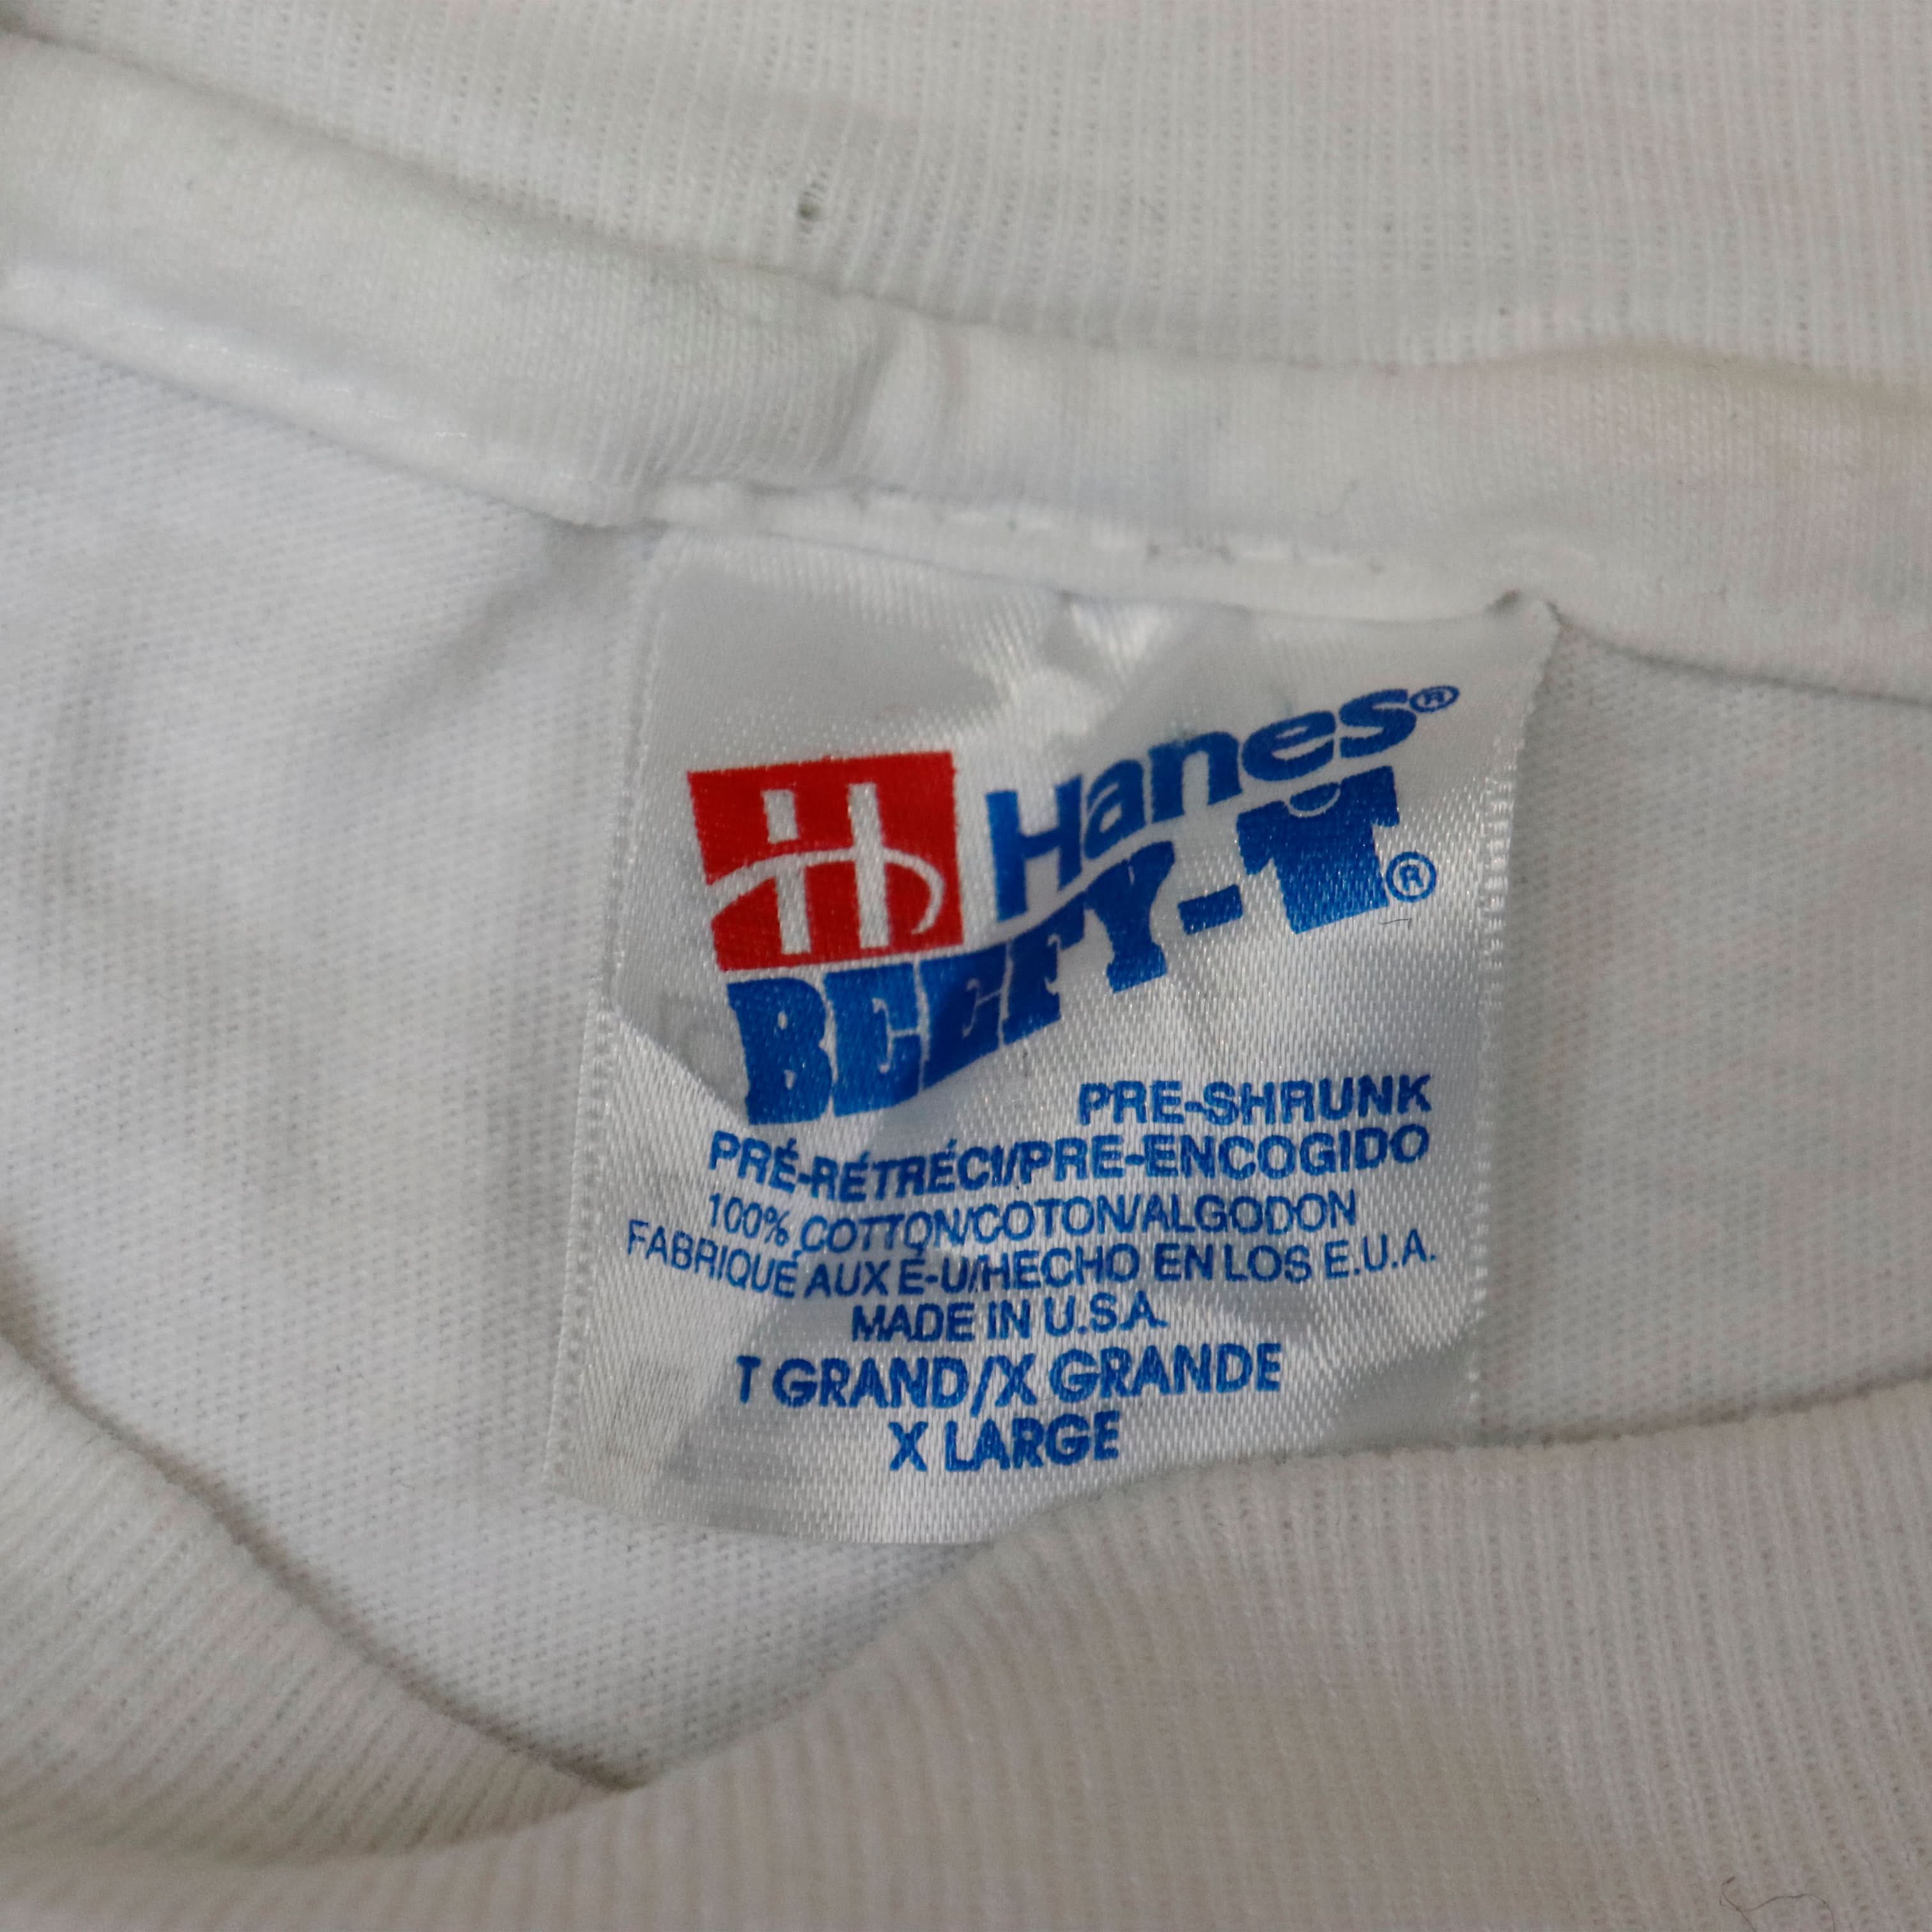 Hanes®
BEEFY-T®
PRE-SHRUNK
PRÉ-RÉTRÉCI/PRE-ENCOGIDO
100% COTTON/COTON/ALGODON
FABRIQUÉ AUX É-U/HECHO EN LOS E.U.A.
MADE IN U.S.A.
T GRAND/X GRANDE
X LARGE